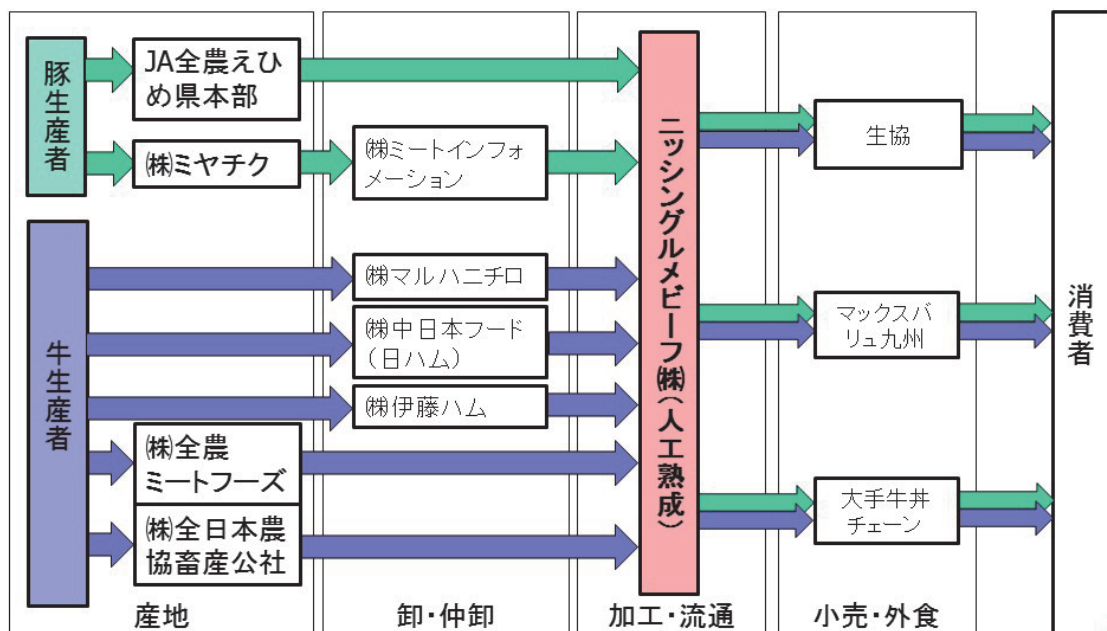 豚生産者
JA全農えひ
め県本部
㈱ミヤチク
㈱ミートインフォ
メーション
牛生産者
㈱マルハニチロ
㈱中日本フード
（日ハム）
㈱伊藤ハム
㈱全農
ミートフーズ
㈱全日本農
協畜産公社
ニッシングルメビーフ㈱（人工熟成）
生協
マックスバ
リュ九州
大手牛丼
チェーン
消費者
産地
卸・仲卸
加工・流通
小売・外食